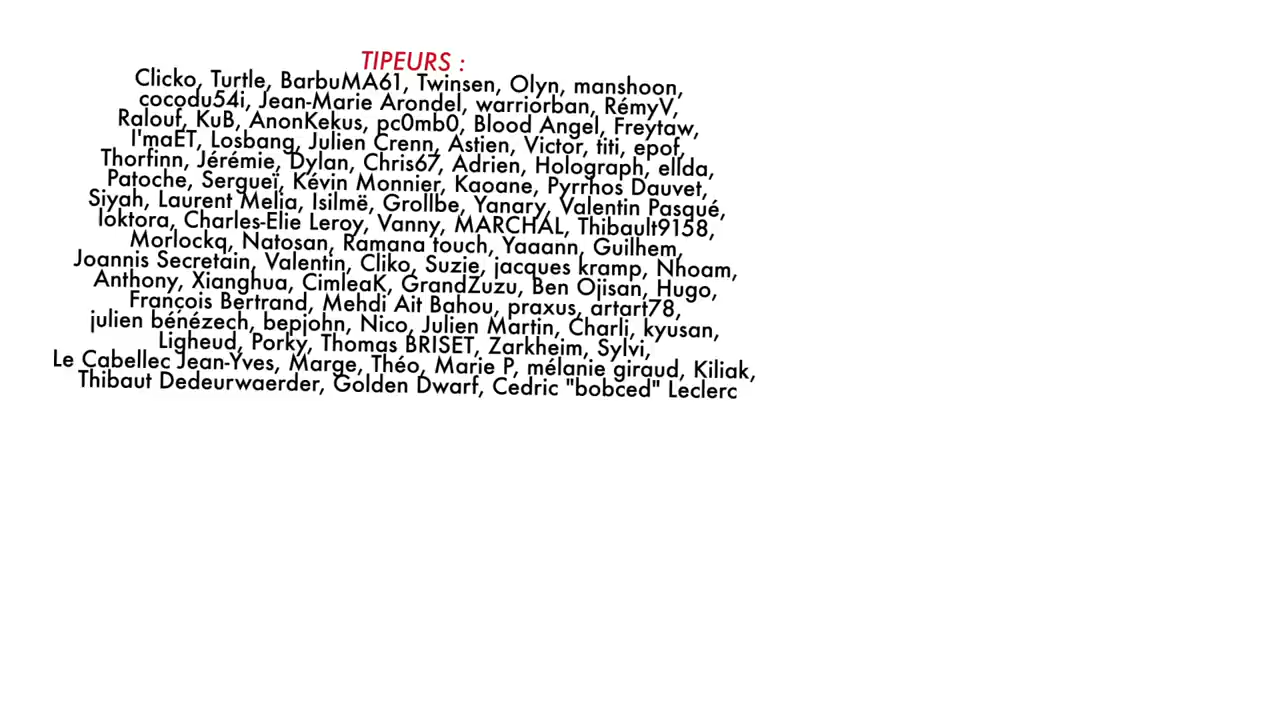 TIPEURS :
Clicko, Turtle, BarbuMA61, Twinsen, Olyn, manshoon,
cocodu54i, Jean-Marie Arondel, warriorban, RémyV,
Ralouf, KuB, AnonKekus, pc0mb0, Blood Angel, Freytaw,
I'maET, Losbang, Julien Crenn, Astien, Victor, titi, epof,
Thorfinn, Jérémie, Dylan, Chris67, Adrien, Holograph, ellda,
Patoche, Sergueï, Kévin Monnier, Kaoane, Pyrrhos Dauvet,
Siyah, Laurent Melia, Isilmë, Grollbe, Yanary, Valentin Pasqué,
loktora, Charles-Elie Leroy, Vanny, MARCHAL, Thibault9158,
Morlockq, Natosan, Ramana touch, Yaaann, Guilhem,
Joannis Secretain, Valentin, Cliko, Suzie, jacques kramp, Nhoam,
Anthony, Xianghua, CimleaK, GrandZuzu, Ben Ojisan, Hugo,
François Bertrand, Mehdi Ait Bahou, praxus, artart78,
julien bénézech, bepjohn, Nico, Julien Martin, Charli, kyusan,
Ligheud, Porky, Thomas BRISET, Zarkheim, Sylvi,
Le Cabellec Jean-Yves, Marge, Théo, Marie P, mélanie giraud, Kiliak,
Thibaut Dedeurwaerder, Golden Dwarf, Cedric "bobced" Leclerc